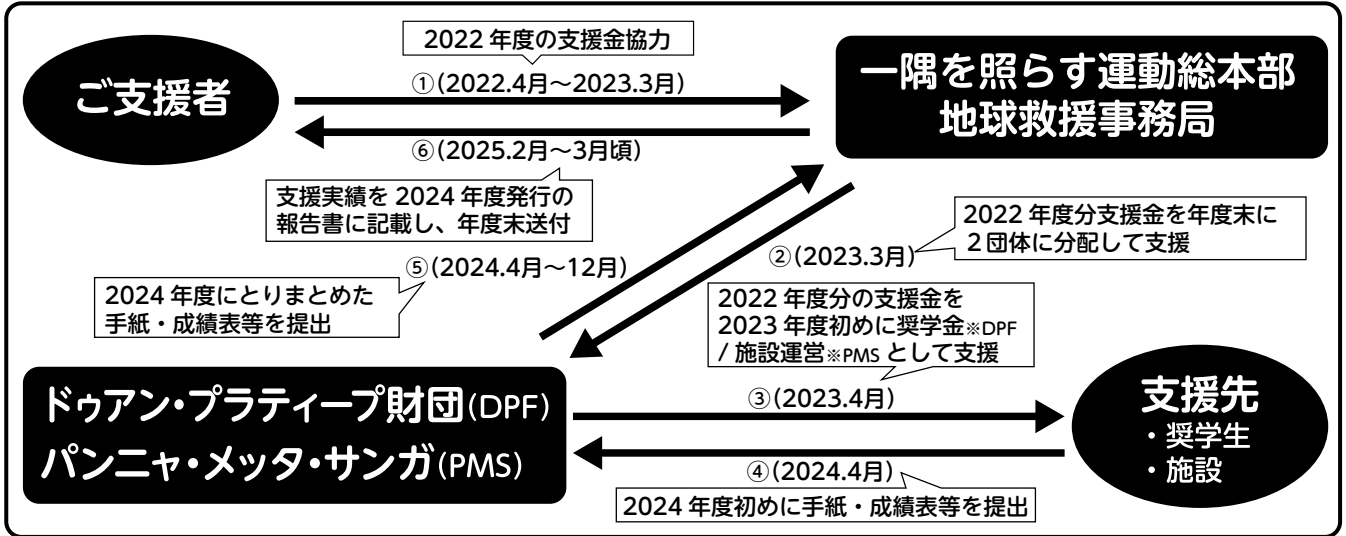 2022 年度の支援金協力
ご支援者
①(2022.4月～2023.3月)
一隅を照らす運動総本部
地球救援事務局
⑥(2025.2月～3月頃)
支援実績を 2024 年度発行の
報告書に記載し、年度末送付
2022 年度分支援金を年度末に
２団体に分配して支援
②(2023.3月)
⑤(2024.4月～12月)
2024 年度にとりまとめた
手紙・成績表等を提出
2022 年度分の支援金を
2023 年度初めに奨学金※DPF
/ 施設運営※PMS として支援
ドゥアン・プラティープ財団(DPF)
パンニャ・メッタ・サンガ(PMS)
③(2023.4月)
支援先
・奨学生
・施設
④(2024.4月)
2024 年度初めに手紙・成績表等を提出